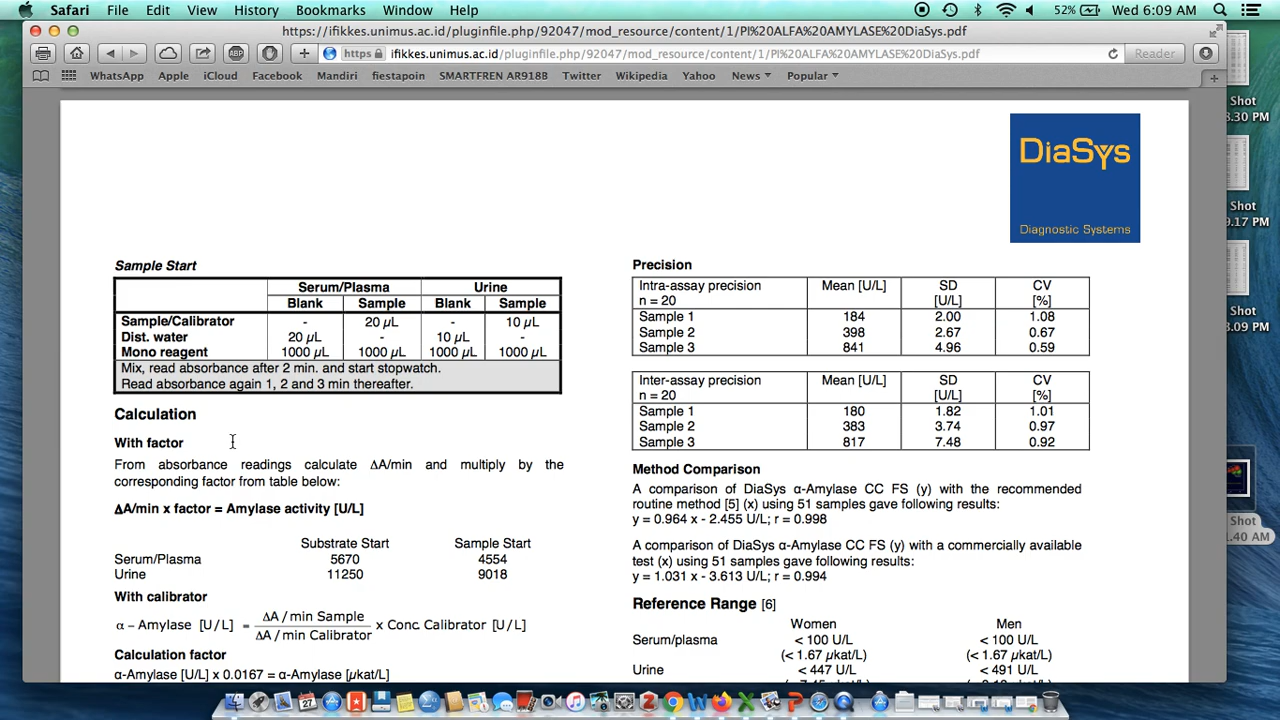 Safari File Edit View History Bookmarks Window Help 52% Wed 6:09 AM
https://ifikkes.unimus.ac.id/pluginfile.php/92047/mod_resource/content/1/PI%20ALFA%20AMYLASE%20DiaSys.pdf
ABP https ifikkes.unimus.ac.id/pluginfile.php/92047/mod_resource/content/1/PI%20ALFA%20AMYLASE%20DiaSys.pdf Reader
WhatsApp Apple iCloud Facebook Mandiri fiestapoin SMARTFREN AR918B Twitter Wikipedia Yahoo News Popular
Shot
8.30 PM
Shot
9.17 PM
Shot
8.09 PM
Shot
1.40 AM
DiaSys
Diagnostic Systems
Sample Start
Serum/Plasma Urine
Blank Sample Blank Sample
Sample/Calibrator - 20 µL - 10 µL
Dist. water 20 µL - 10 µL -
Mono reagent 1000 µL 1000 µL 1000 µL 1000 µL
Mix, read absorbance after 2 min. and start stopwatch.
Read absorbance again 1, 2 and 3 min thereafter.
Calculation
With factor
From absorbance readings calculate ΔA/min and multiply by the
corresponding factor from table below:
ΔA/min x factor = Amylase activity [U/L]
Substrate Start Sample Start
Serum/Plasma 5670 4554
Urine 11250 9018
With calibrator
α – Amylase [U/L] = ΔA / min Sample / ΔA / min Calibrator x Conc. Calibrator [U/L]
Calculation factor
α-Amylase [U/L] x 0.0167 = α-Amylase [µkat/L]
Precision
Intra-assay precision Mean [U/L] SD CV
n = 20 [U/L] [%]
Sample 1 184 2.00 1.08
Sample 2 398 2.67 0.67
Sample 3 841 4.96 0.59
Inter-assay precision Mean [U/L] SD CV
n = 20 [U/L] [%]
Sample 1 180 1.82 1.01
Sample 2 383 3.74 0.97
Sample 3 817 7.48 0.92
Method Comparison
A comparison of DiaSys α-Amylase CC FS (y) with the recommended
routine method [5] (x) using 51 samples gave following results:
y = 0.964 x - 2.455 U/L; r = 0.998
A comparison of DiaSys α-Amylase CC FS (y) with a commercially available
test (x) using 51 samples gave following results:
y = 1.031 x - 3.613 U/L; r = 0.994
Reference Range [6]
Women Men
Serum/plasma < 100 U/L < 100 U/L
(< 1.67 µkat/L) (< 1.67 µkat/L)
Urine < 447 U/L < 491 U/L